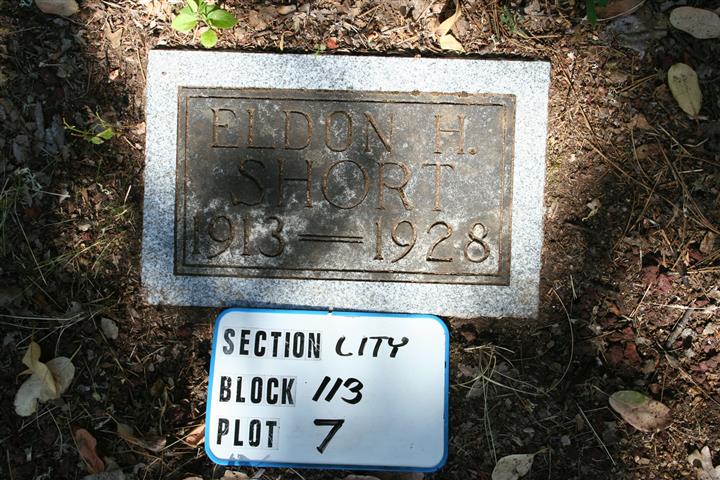 ELDON H.
SHORT
1913 — 1928
SECTION CITY
BLOCK 113
PLOT 7